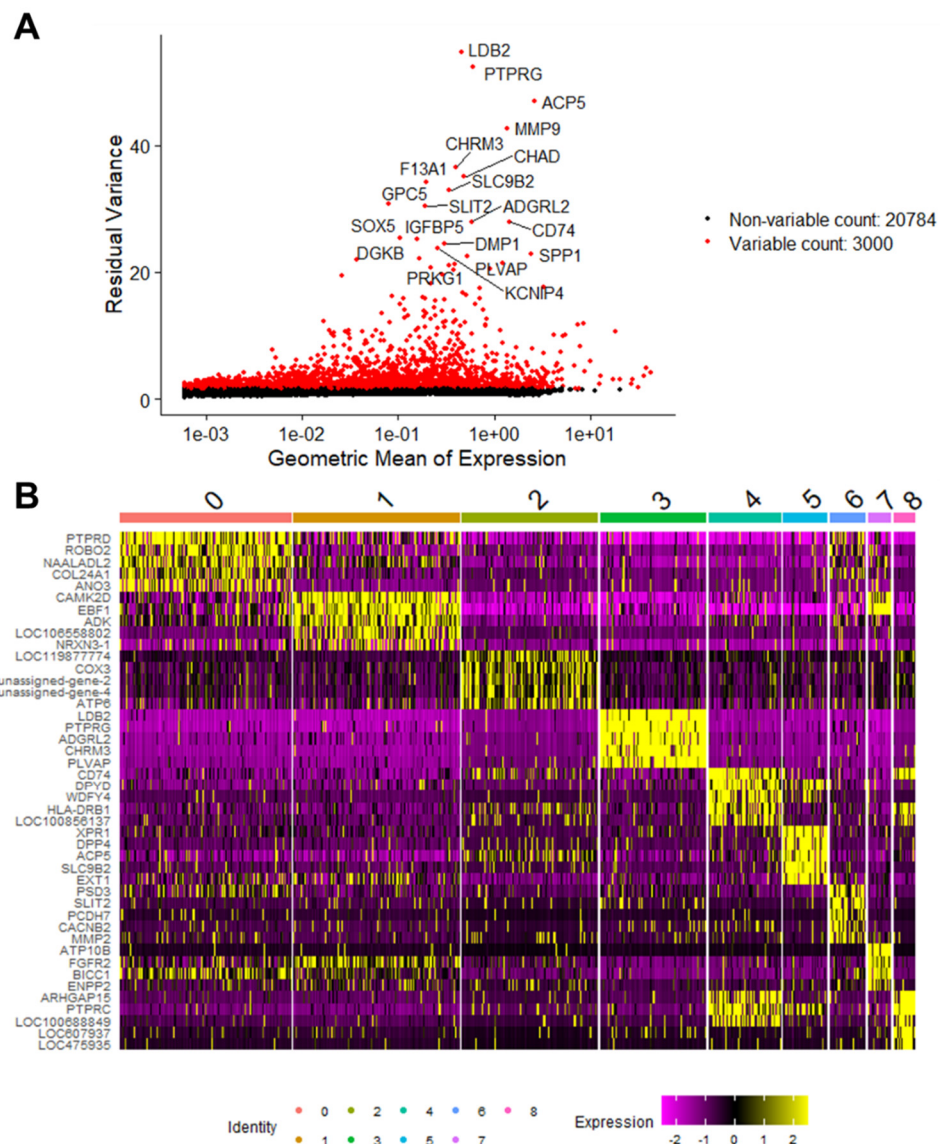 A
LDB2
PTPRG
ACP5
MMP9
CHRM3
CHAD
F13A1
SLC9B2
GPC5
SLIT2
ADGRL2
SOX5
IGFBP5
CD74
DMP1
SPP1
DGKB
PLVAP
PRKG1
KCNIP4
Non-variable count: 20784
Variable count: 3000
Residual Variance
40
20
0
1e-03 1e-02 1e-01 1e+00 1e+01
Geometric Mean of Expression
B
0 1 2 3 4 5 6 7 8
PTPRD
ROBO2
NAALADL2
COL24A1
ANO3
CAMK2D
EBF1
ADK
LOC106558802
NRXN3-1
LOC119877774
COX3
unassigned-gene-2
unassigned-gene-4
ATP6
LDB2
PTPRG
ADGRL2
CHRM3
PLVAP
CD74
DPYD
WDFY4
HLA-DRB1
LOC100856137
XPR1
DPP4
ACP5
SLC9B2
EXT1
PSD3
SLIT2
PCDH7
CACNB2
MMP2
ATP10B
FGFR2
BICC1
ENPP2
ARHGAP15
PTPRC
LOC100688849
LOC607937
LOC475935
Identity
0 2 4 6 8
1 3 5 7
Expression
-2 -1 0 1 2